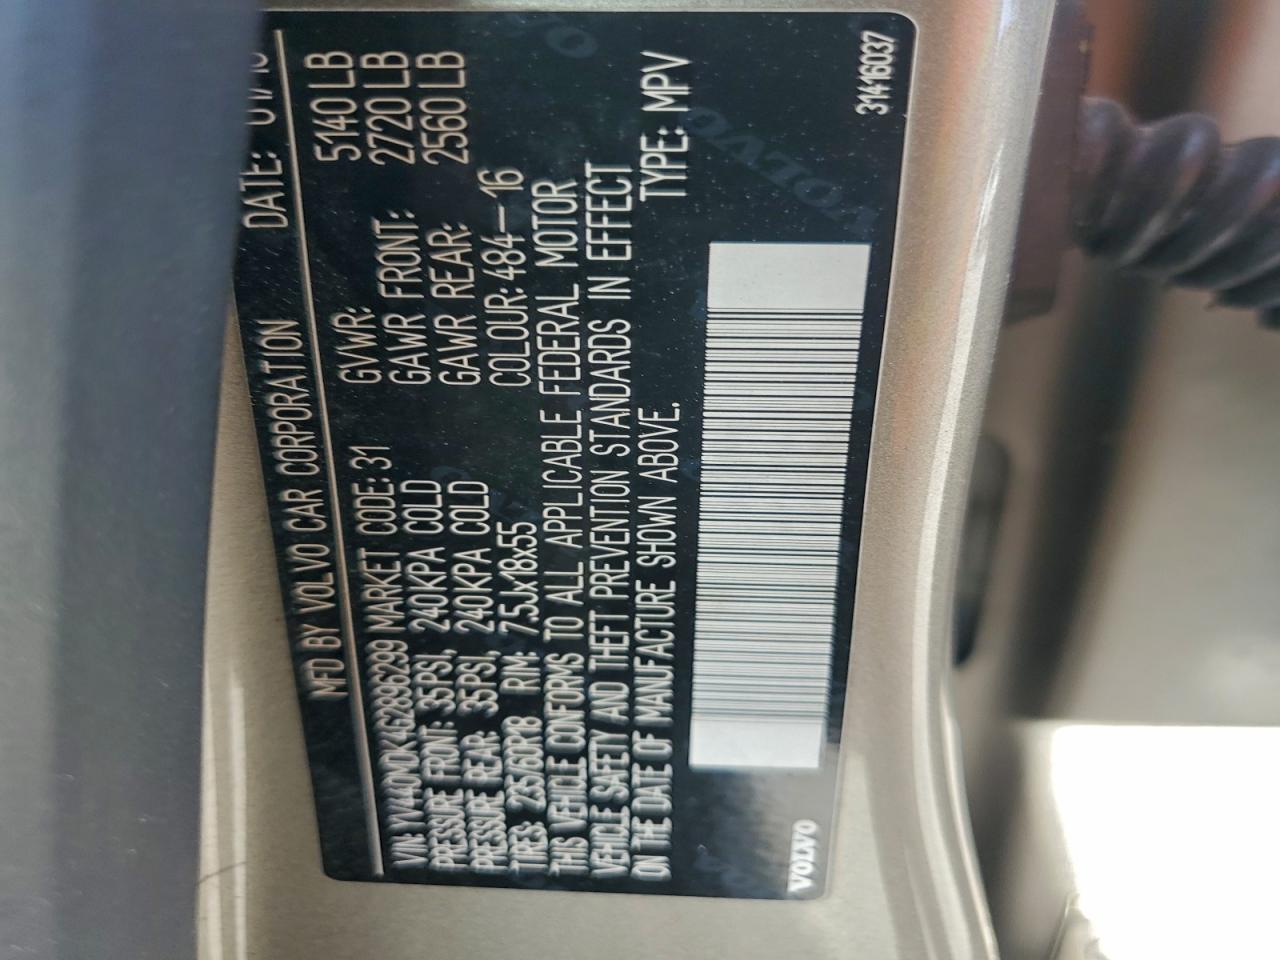 MFD BY VOLVO CAR CORPORATION DATE:
VIN: YV440MDK4G2896299 MARKET CODE: 31 GVWR: 5140 LB
PRESSURE FRONT: 35PSI, 240KPA COLD GAWR FRONT: 2720 LB
PRESSURE REAR: 35PSI, 240KPA COLD GAWR REAR: 2560 LB
TIRES: 235/60R18 RIM: 7.5Jx18x55 COLOUR: 484-16
THIS VEHICLE CONFORMS TO ALL APPLICABLE FEDERAL MOTOR
VEHICLE SAFETY AND THEFT PREVENTION STANDARDS IN EFFECT
ON THE DATE OF MANUFACTURE SHOWN ABOVE. TYPE: MPV
VOLVO 31416037